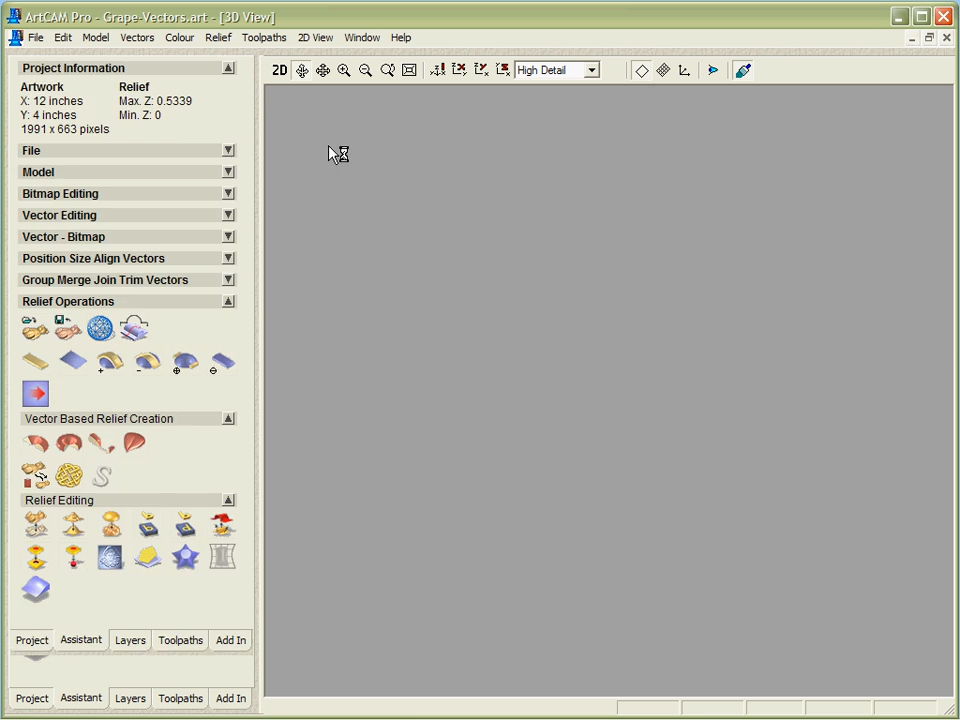 ArtCAM Pro - Grape-Vectors.art - [3D View]
File Edit Model Vectors Colour Relief Toolpaths 2D View Window Help
2D High Detail
Project Information
Artwork Relief
X: 12 inches Max. Z: 0.5339
Y: 4 inches Min. Z: 0
1991 x 663 pixels
File
Model
Bitmap Editing
Vector Editing
Vector - Bitmap
Position Size Align Vectors
Group Merge Join Trim Vectors
Relief Operations
Vector Based Relief Creation
Relief Editing
Project Assistant Layers Toolpaths Add In
Project Assistant Layers Toolpaths Add In